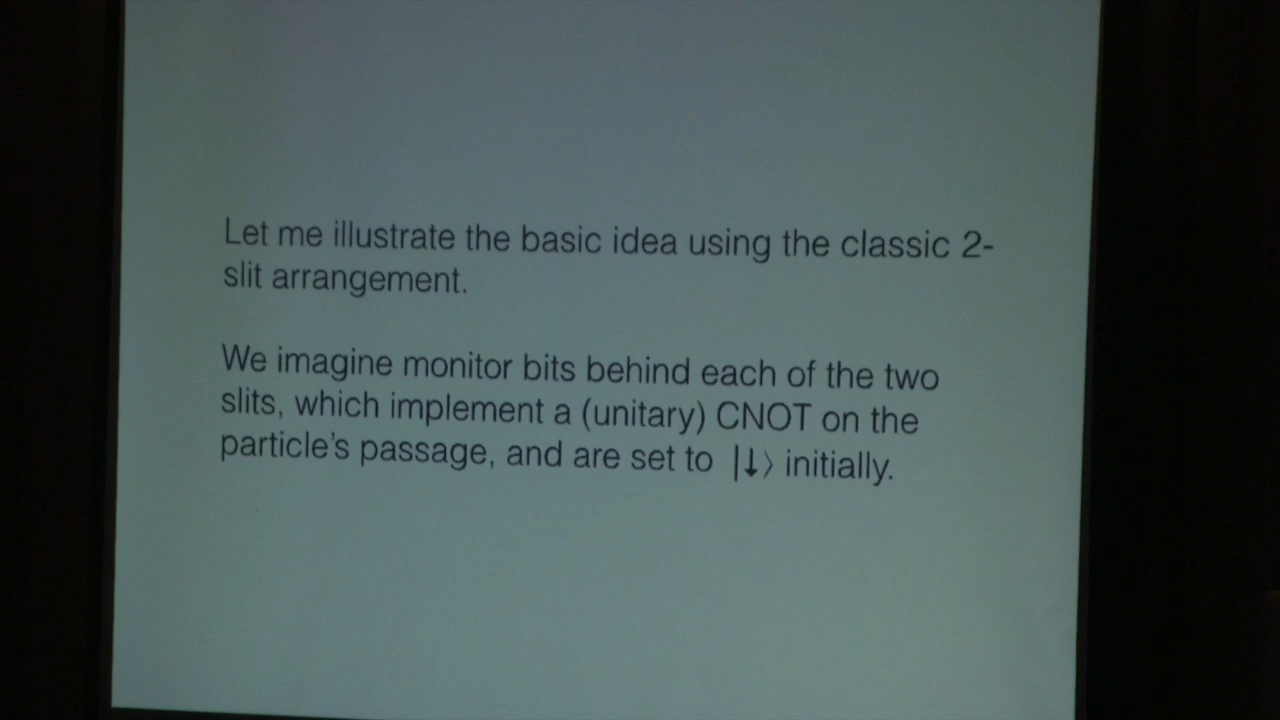 Let me illustrate the basic idea using the classic 2-
slit arrangement.
We imagine monitor bits behind each of the two
slits, which implement a (unitary) CNOT on the
particle's passage, and are set to |↓⟩ initially.